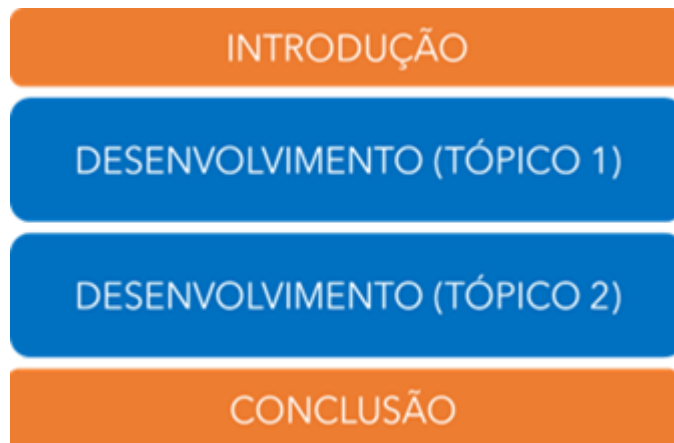 INTRODUÇÃO
DESENVOLVIMENTO (TÓPICO 1)
DESENVOLVIMENTO (TÓPICO 2)
CONCLUSÃO